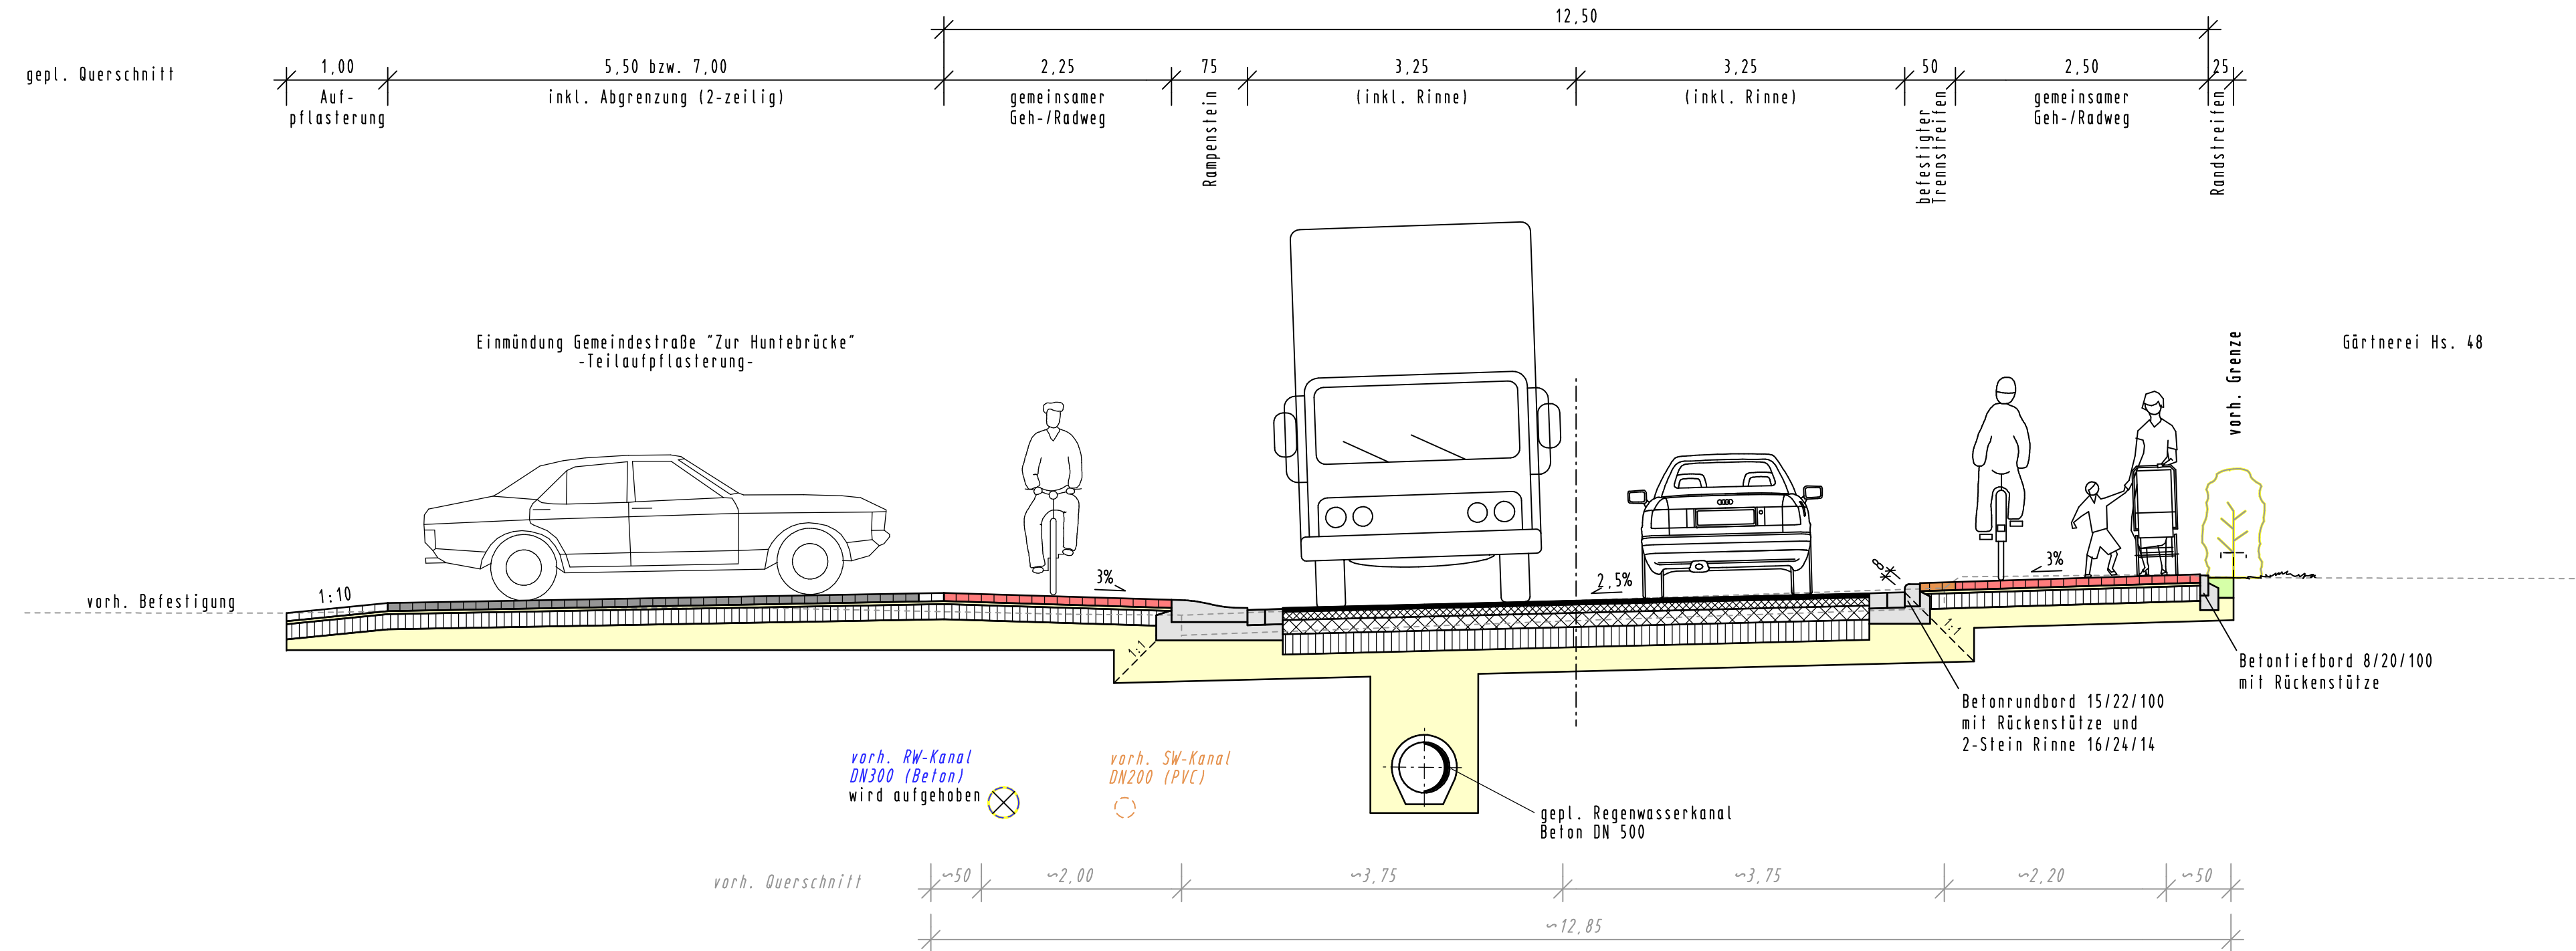 12,50
gepl. Querschnitt
1,00
5,50 bzw. 7,00
2,25
75
3,25
3,25
50
2,50
25
Auf-
pflasterung
inkl. Abgrenzung (2-zeilig)
gemeinsamer
Geh-/Radweg
Rampenstein
(inkl. Rinne)
(inkl. Rinne)
befestigter
Trennstreifen
gemeinsamer
Geh-/Radweg
Randstreifen
Einmündung Gemeindestraße "Zur Huntebrücke"
-Teilaufpflasterung-
vorh. Grenze
Gärtnerei Hs. 48
vorh. Befestigung
1:10
3%
2,5%
8
3%
1:1
1:1
Betontiefbord 8/20/100
mit Rückenstütze
Betonrundbord 15/22/100
mit Rückenstütze und
2-Stein Rinne 16/24/14
vorh. RW-Kanal
DN300 (Beton)
wird aufgehoben
vorh. SW-Kanal
DN200 (PVC)
gepl. Regenwasserkanal
Beton DN 500
vorh. Querschnitt
~50
~2,00
~3,75
~3,75
~2,20
~50
~12,85